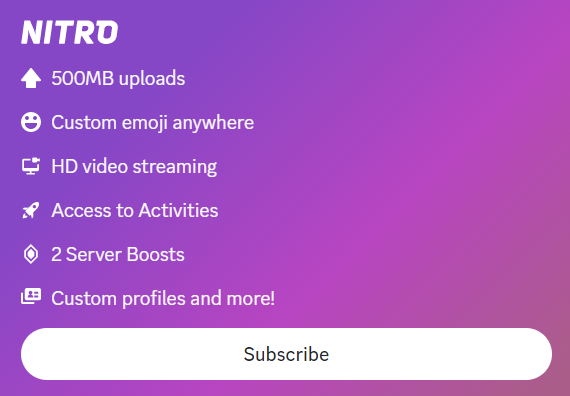 NITRO
500MB uploads
Custom emoji anywhere
HD video streaming
Access to Activities
2 Server Boosts
Custom profiles and more!
Subscribe